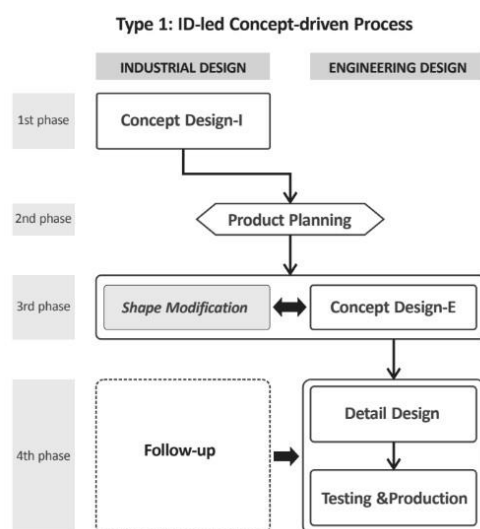 Type 1: ID-led Concept-driven Process
INDUSTRIAL DESIGN
ENGINEERING DESIGN
1st phase
Concept Design-I
2nd phase
Product Planning
3rd phase
Shape Modification
Concept Design-E
4th phase
Follow-up
Detail Design
Testing &Production